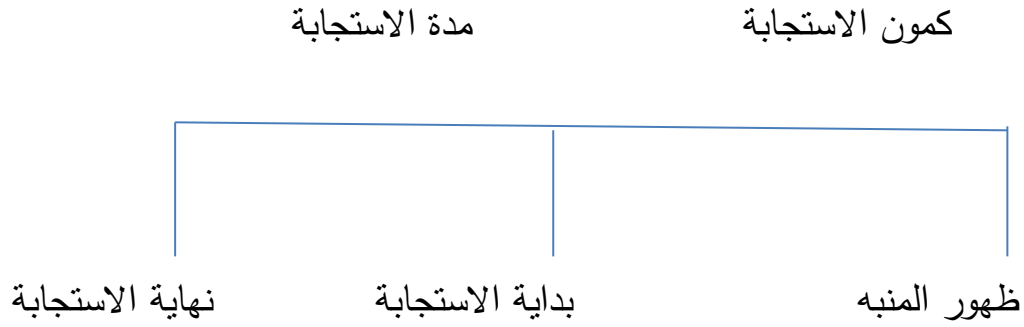 كمون الاستجابة مدة الاستجابة
ظهور المنبه بداية الاستجابة نهاية الاستجابة